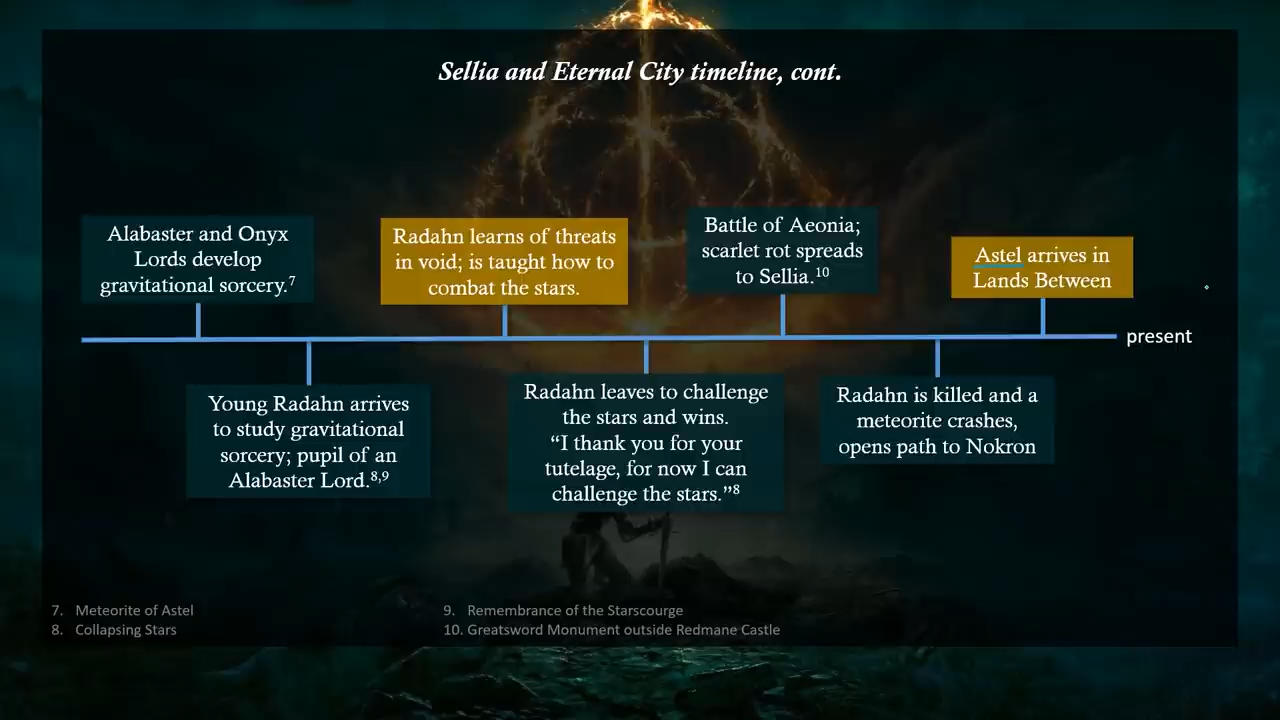 Sellia and Eternal City timeline, cont.
Alabaster and Onyx
Lords develop
gravitational sorcery.7
Radahn learns of threats
in void; is taught how to
combat the stars.
Battle of Aeonia;
scarlet rot spreads
to Sellia.10
Astel arrives in
Lands Between
present
Young Radahn arrives
to study gravitational
sorcery; pupil of an
Alabaster Lord.8,9
Radahn leaves to challenge
the stars and wins.
“I thank you for your
tutelage, for now I can
challenge the stars.”8
Radahn is killed and a
meteorite crashes,
opens path to Nokron
7. Meteorite of Astel
8. Collapsing Stars
9. Remembrance of the Starscourge
10. Greatsword Monument outside Redmane Castle